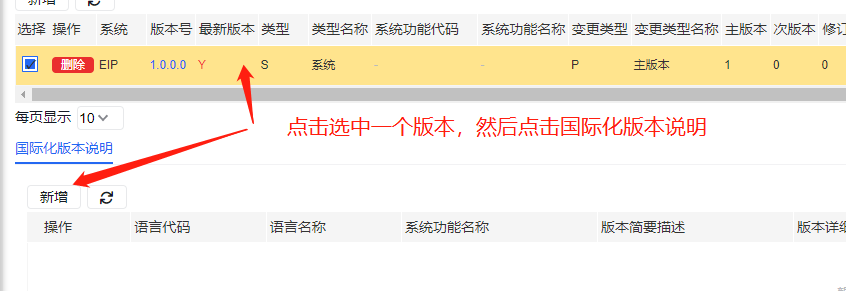 新增
选择 操作 系统 版本号 最新版本 类型 类型名称 系统功能代码 系统功能名称 变更类型 变更类型名称 主版本 次版本 修订
删除 EIP 1.0.0.0 Y S 系统 - - P 主版本 1 0 0
每页显示 10
点击选中一个版本，然后点击国际化版本说明
国际化版本说明
新增
操作 语言代码 语言名称 系统功能名称 版本简要描述 版本详细